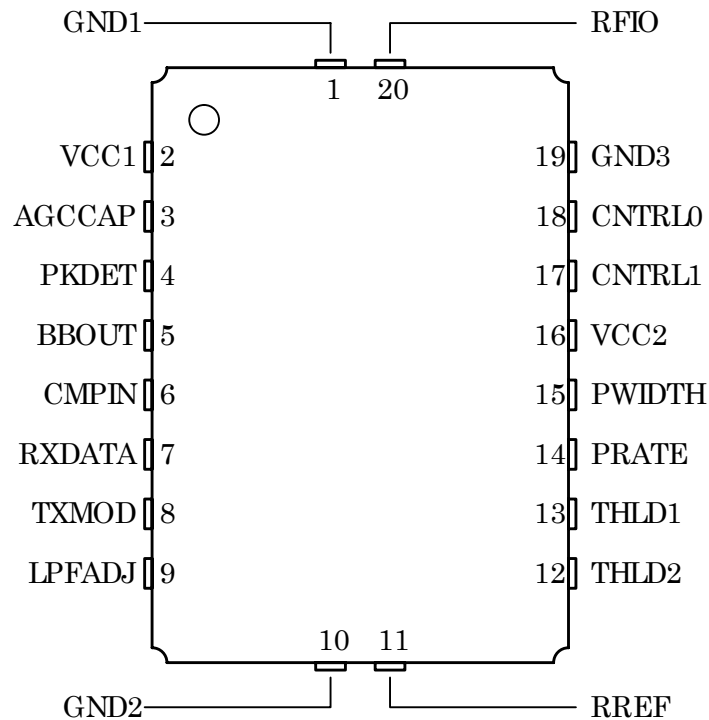 GND1 RFIO
1 20
VCC1 2 19 GND3
AGCCAP 3 18 CNTRL0
PKDET 4 17 CNTRL1
BBOUT 5 16 VCC2
CMPIN 6 15 PWIDTH
RXDATA 7 14 PRATE
TXMOD 8 13 THLD1
LPFADJ 9 12 THLD2
10 11
GND2 RREF